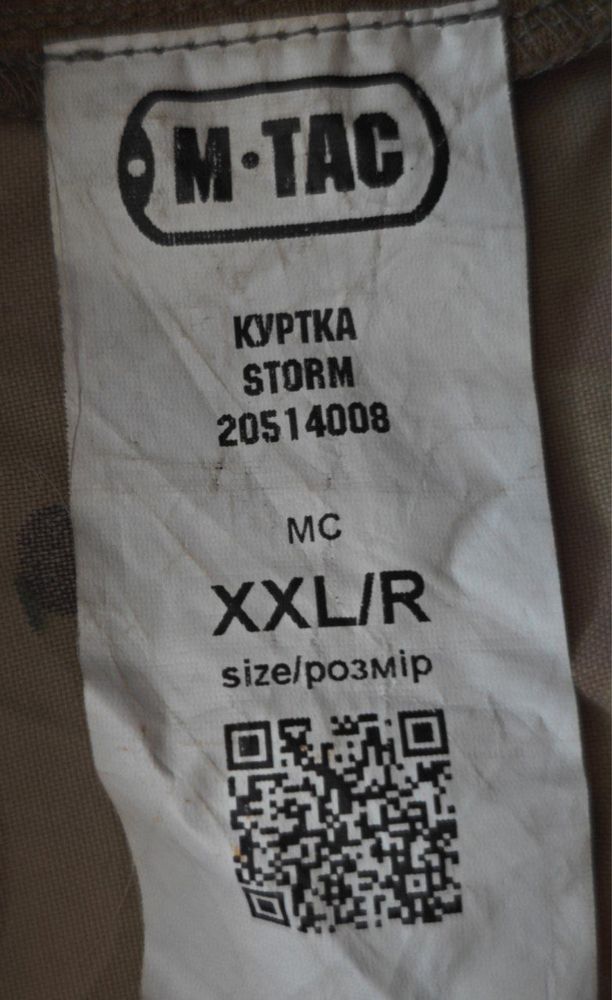 M·TAC
КУРТКА
STORM
20514008
MC
XXL/R
size/розмір